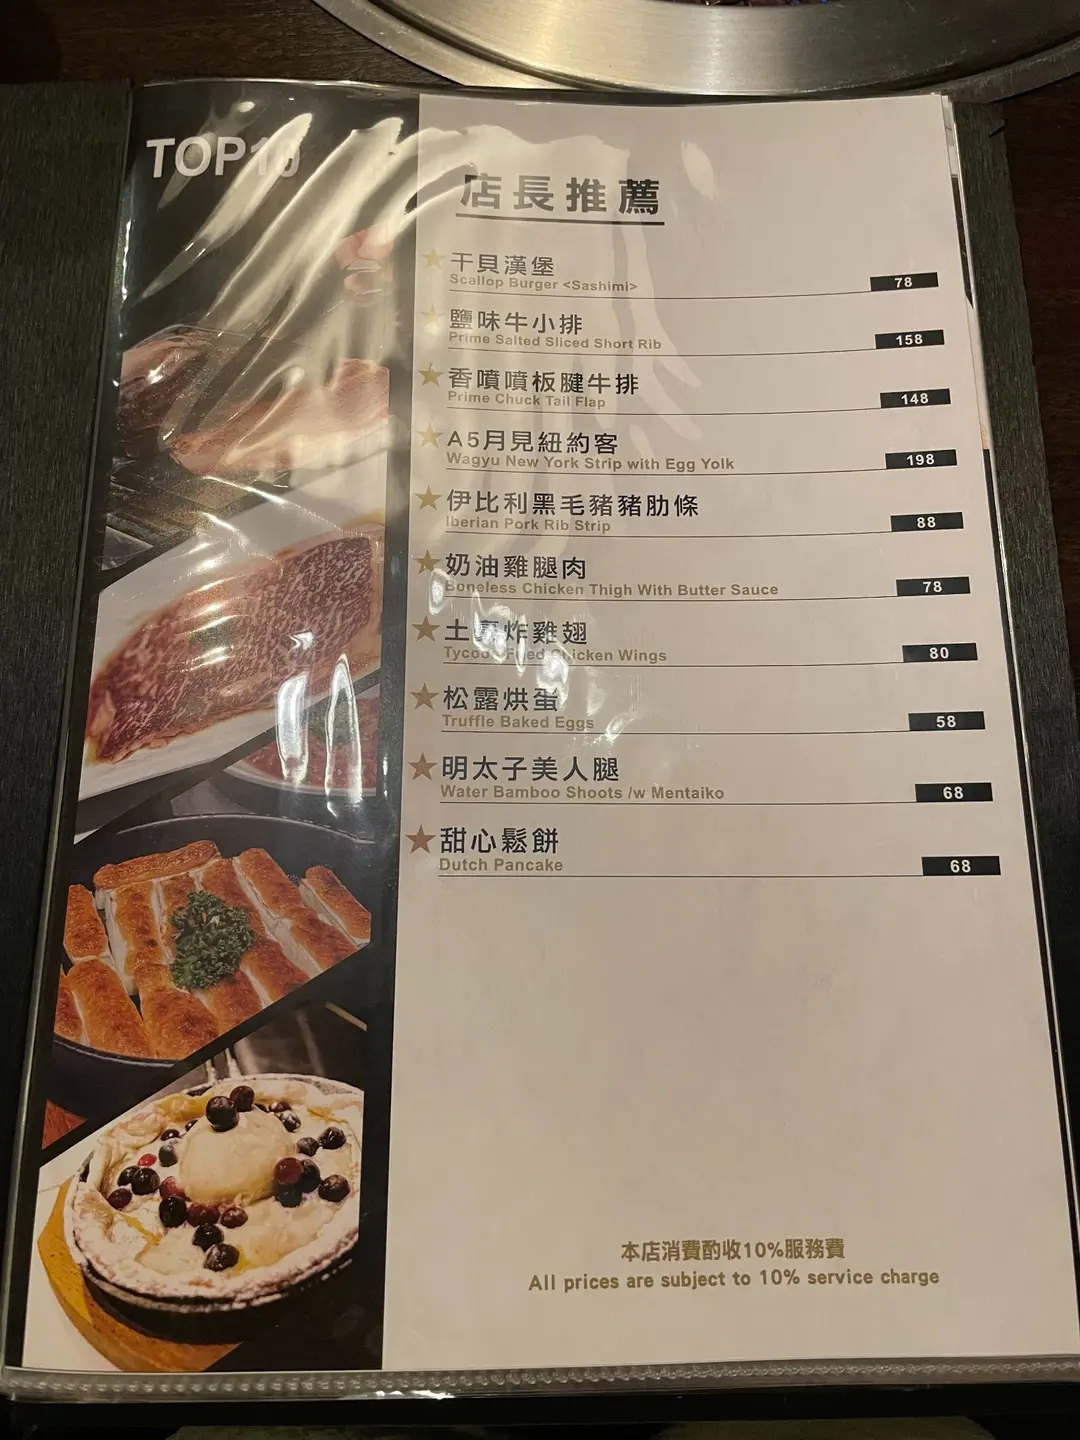 TOP10
店長推薦
干貝漢堡
Scallop Burger <Sashimi>
78
鹽味牛小排
Prime Salted Sliced Short Rib
158
香噴噴板腱牛排
Prime Chuck Tail Flap
148
A5月見紐約客
Wagyu New York Strip with Egg Yolk
198
伊比利黑毛豬豬肋條
Iberian Pork Rib Strip
88
奶油雞腿肉
Boneless Chicken Thigh With Butter Sauce
78
土豪炸雞翅
Tycoon Fried Chicken Wings
80
松露烘蛋
Truffle Baked Eggs
58
明太子美人腿
Water Bamboo Shoots /w Mentaiko
68
甜心鬆餅
Dutch Pancake
68
本店消費酌收10%服務費
All prices are subject to 10% service charge